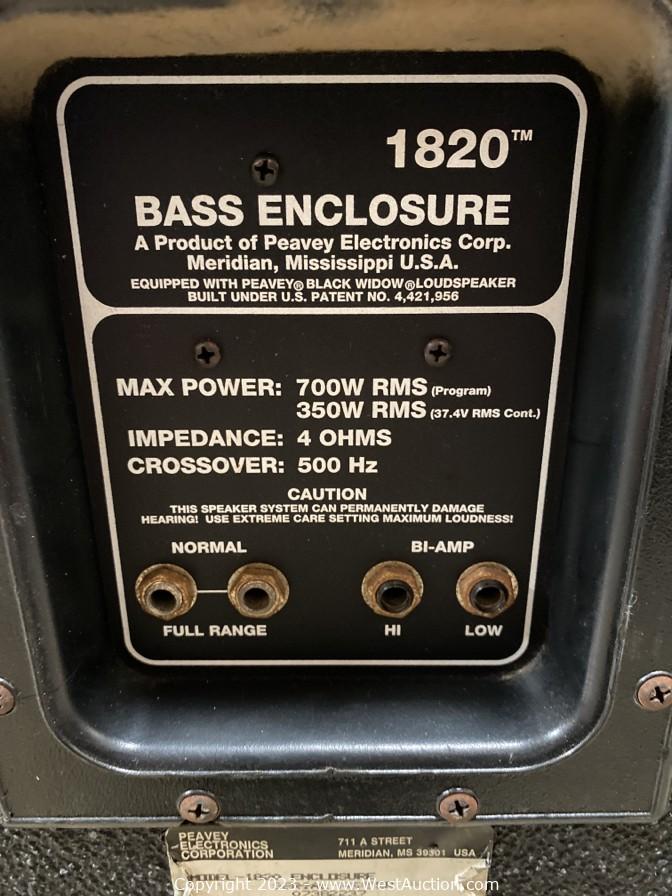 1820™
BASS ENCLOSURE
A Product of Peavey Electronics Corp.
Meridian, Mississippi U.S.A.
EQUIPPED WITH PEAVEY® BLACK WIDOW® LOUDSPEAKER
BUILT UNDER U.S. PATENT NO. 4,421,956
MAX POWER: 700W RMS (Program)
350W RMS (37.4V RMS Cont.)
IMPEDANCE: 4 OHMS
CROSSOVER: 500 Hz
CAUTION
THIS SPEAKER SYSTEM CAN PERMANENTLY DAMAGE
HEARING! USE EXTREME CARE SETTING MAXIMUM LOUDNESS!
NORMAL BI-AMP
FULL RANGE HI LOW
PEAVEY 711 A STREET
ELECTRONICS MERIDIAN, MS 39301 USA
CORPORATION
MODEL 1820 ENCLOSURE
Copyright 2023 - www.WestAuction.com